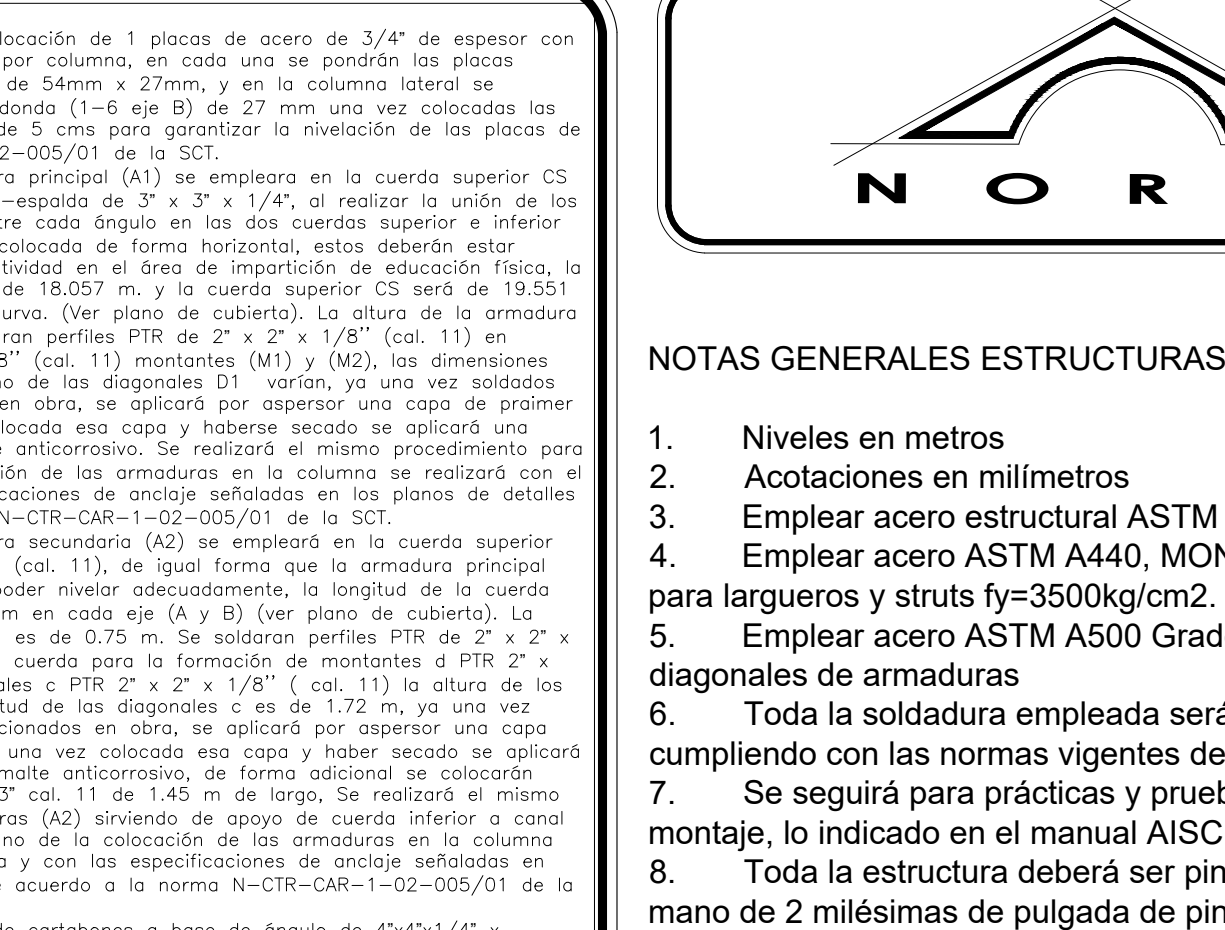 locación de 1 placas de acero de 3/4" de espesor con
por columna, en cada una se pondrán las placas
de 54mm x 27mm, y en la columna lateral se
donda (1-6 eje B) de 27 mm una vez colocadas las
de 5 cms para garantizar la nivelación de las placas de
2-005/01 de la SCT.
ra principal (A1) se empleara en la cuerda superior CS
-espalda de 3" x 3" x 1/4", al realizar la unión de los
tre cada ángulo en las dos cuerdas superior e inferior
colocada de forma horizontal, estos deberán estar
tividad en el área de impartición de educación física, la
de 18.057 m. y la cuerda superior CS será de 19.551
urva. (Ver plano de cubierta). La altura de la armadura
ran perfiles PTR de 2" x 2" x 1/8'' (cal. 11) en
8'' (cal. 11) montantes (M1) y (M2), las dimensiones
no de las diagonales D1 varían, ya una vez soldados
en obra, se aplicará por aspersor una capa de praimer
locada esa capa y haberse secado se aplicará una
e anticorrosivo. Se realizará el mismo procedimiento para
ión de las armaduras en la columna se realizará con el
caciones de anclaje señaladas en los planos de detalles
N-CTR-CAR-1-02-005/01 de la SCT.
ra secundaria (A2) se empleará en la cuerda superior
(cal. 11), de igual forma que la armadura principal
poder nivelar adecuadamente, la longitud de la cuerda
m en cada eje (A y B) (ver plano de cubierta). La
es de 0.75 m. Se soldaran perfiles PTR de 2" x 2" x
cuerda para la formación de montantes d PTR 2" x
ales c PTR 2" x 2" x 1/8'' ( cal. 11) la altura de los
tud de las diagonales c es de 1.72 m, ya una vez
cionados en obra, se aplicará por aspersor una capa
una vez colocada esa capa y haber secado se aplicará
malte anticorrosivo, de forma adicional se colocarán
3" cal. 11 de 1.45 m de largo, Se realizará el mismo
ras (A2) sirviendo de apoyo de cuerda inferior a canal
no de la colocación de las armaduras en la columna
a y con las especificaciones de anclaje señaladas en
e acuerdo a la norma N-CTR-CAR-1-02-005/01 de la
de cartabones a base de ángulo de 4"x4"x1/4" x
N O R
NOTAS GENERALES ESTRUCTURAS
1. Niveles en metros
2. Acotaciones en milímetros
3. Emplear acero estructural ASTM
4. Emplear acero ASTM A440, MON
para largueros y struts fy=3500kg/cm2.
5. Emplear acero ASTM A500 Grad
diagonales de armaduras
6. Toda la soldadura empleada será
cumpliendo con las normas vigentes de
7. Se seguirá para prácticas y prueb
montaje, lo indicado en el manual AISC
8. Toda la estructura deberá ser pin
mano de 2 milésimas de pulgada de pin